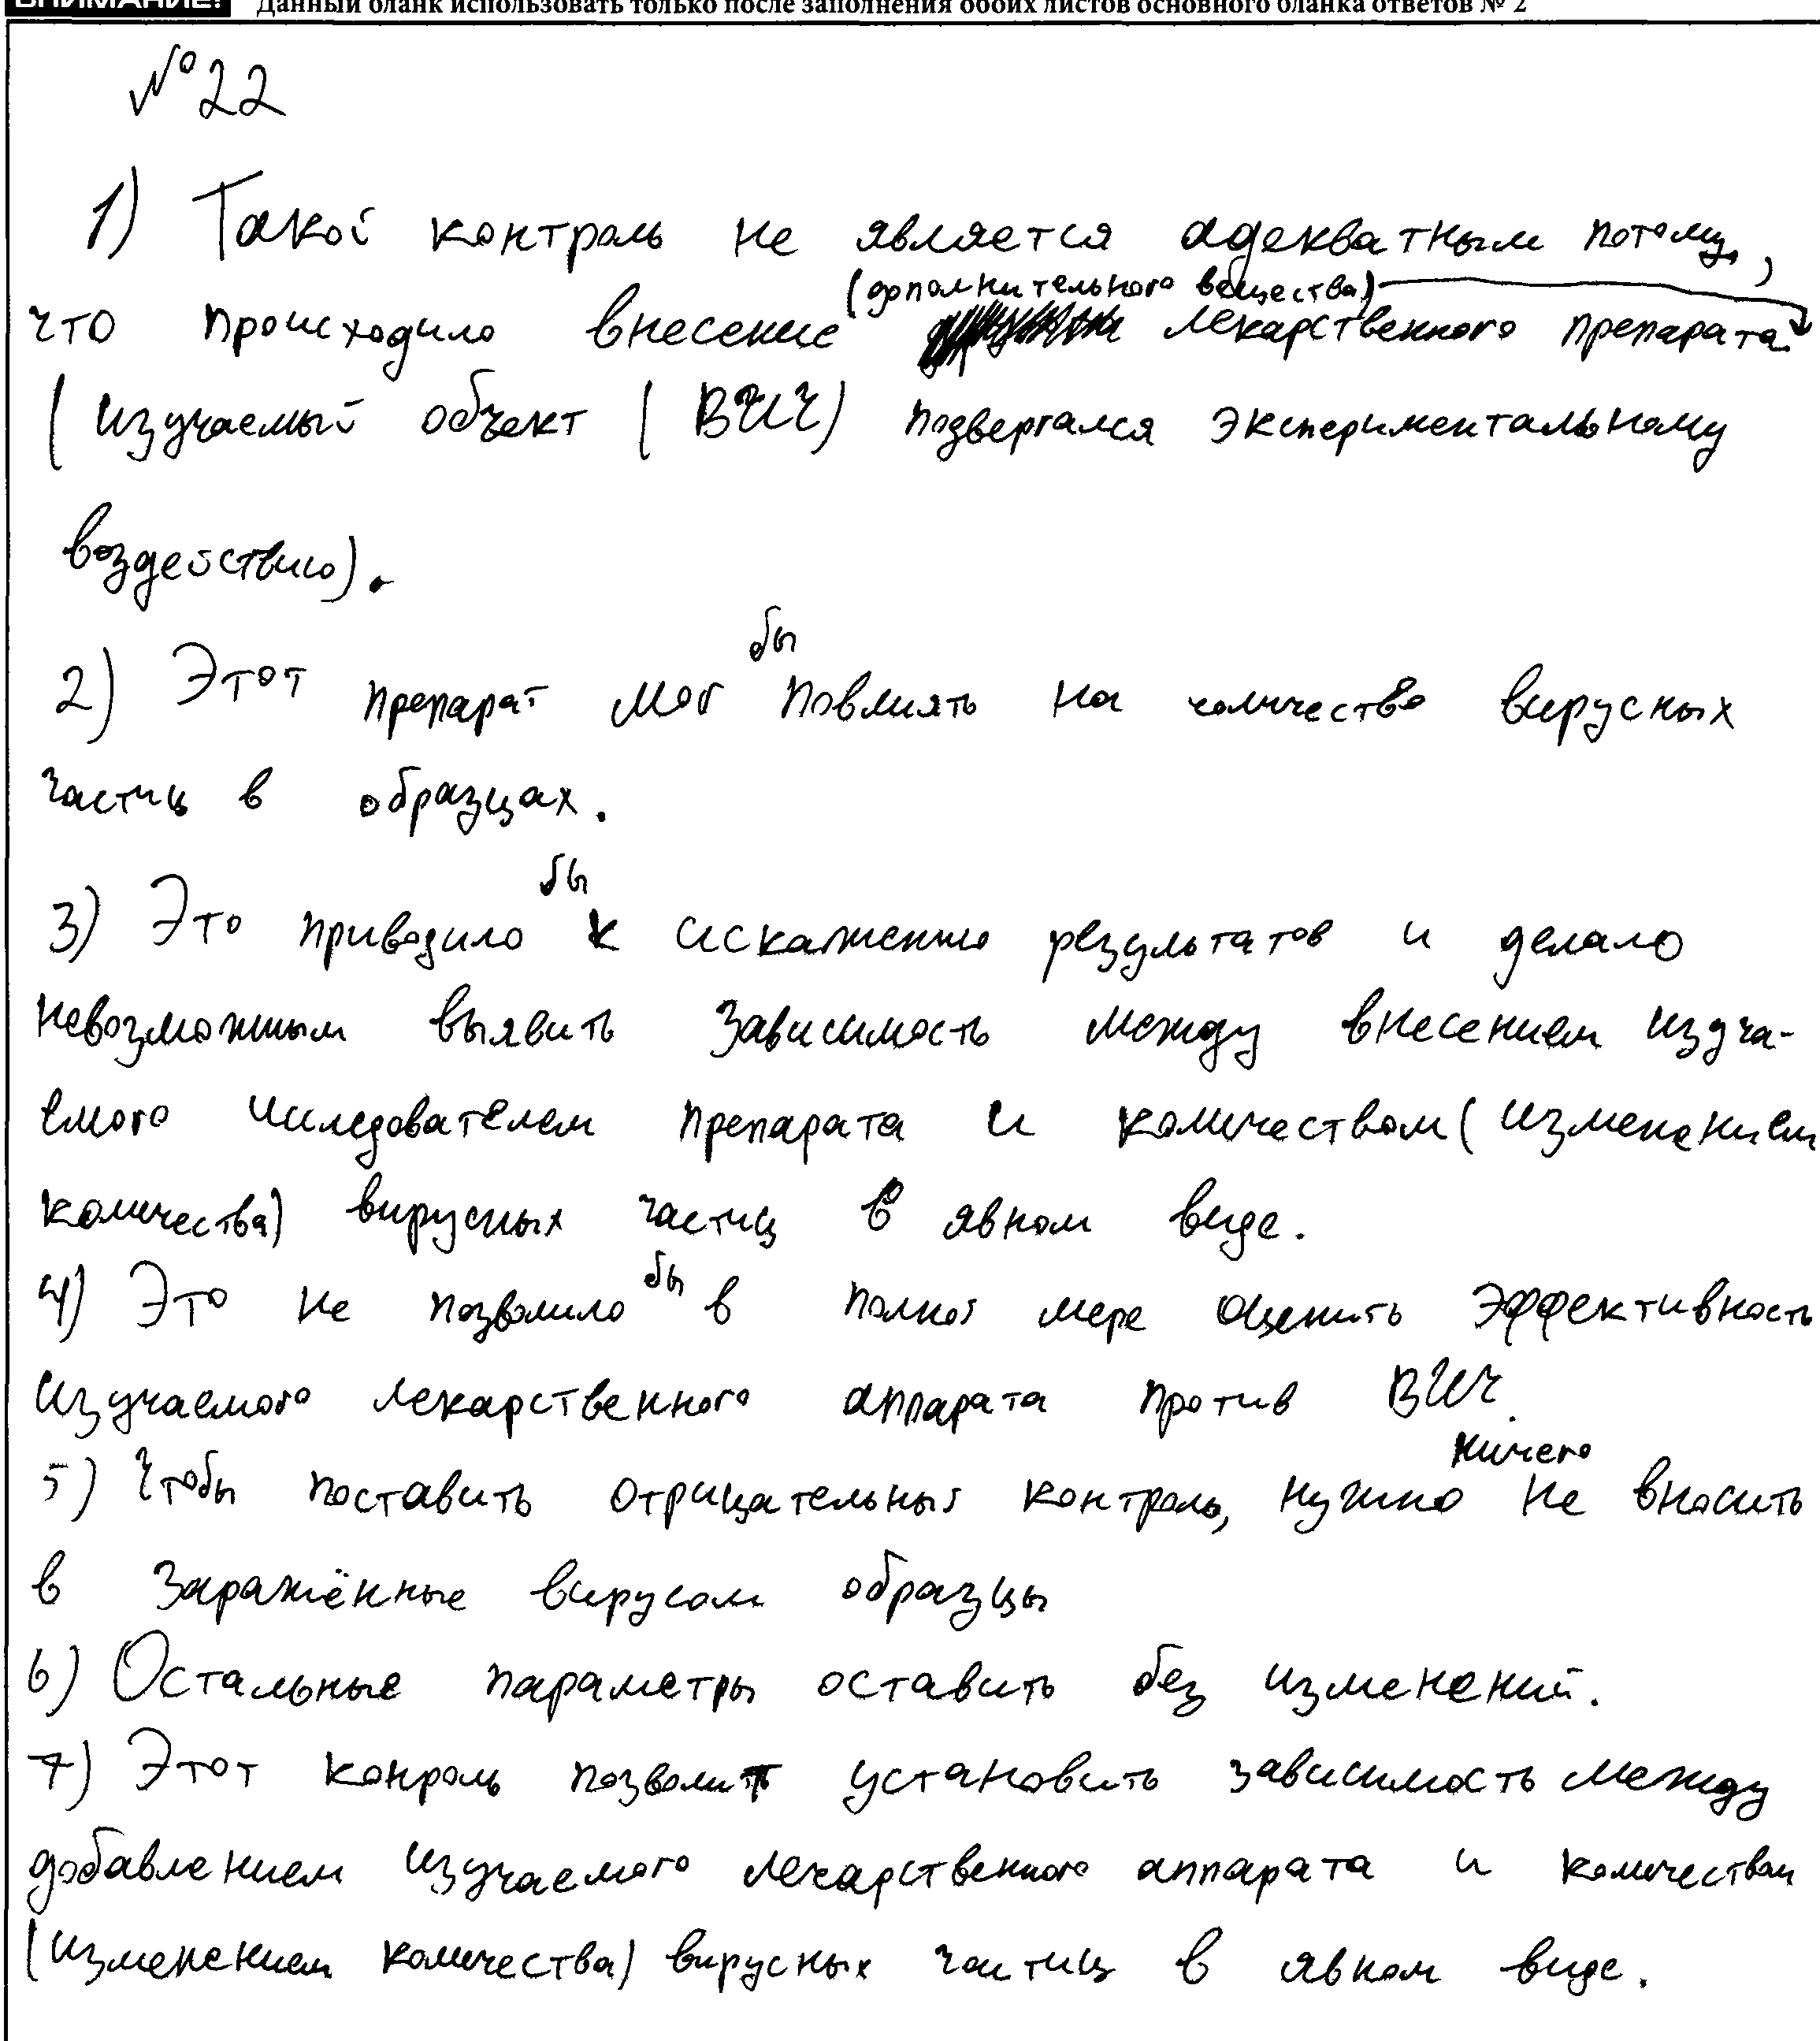 ВНИМАНИЕ! Данный бланк использовать только после заполнения обоих листов основного бланка ответов № 2
№22
1) Такой контроль не является адекватным потому,
(дополнительного вещества)
что происходило внесение лекарственного препарата
(изучаемый объект (ВИЧ) подвергался экспериментальному
воздействию).
2) Этот препарат мог бы повлиять на количество вирусных
частиц в образцах.
3) Это приводило бы к искажению результатов и делало
невозможным выявить зависимость между внесением изуча-
емого исследователем препарата и количеством (изменением
количества) вирусных частиц в явном виде.
4) Это не позволило бы в полной мере оценить эффективность
изучаемого лекарственного аппарата против ВИЧ.
5) Чтобы поставить отрицательный контроль, нужно ничего не вносить
в заражённые вирусом образцы
6) Остальные параметры оставить без изменений.
7) Этот конроль позволит установить зависимость между
добавлением изучаемого лекарственного аппарата и количеством
(изменением количества) вирусных частиц в явном виде.